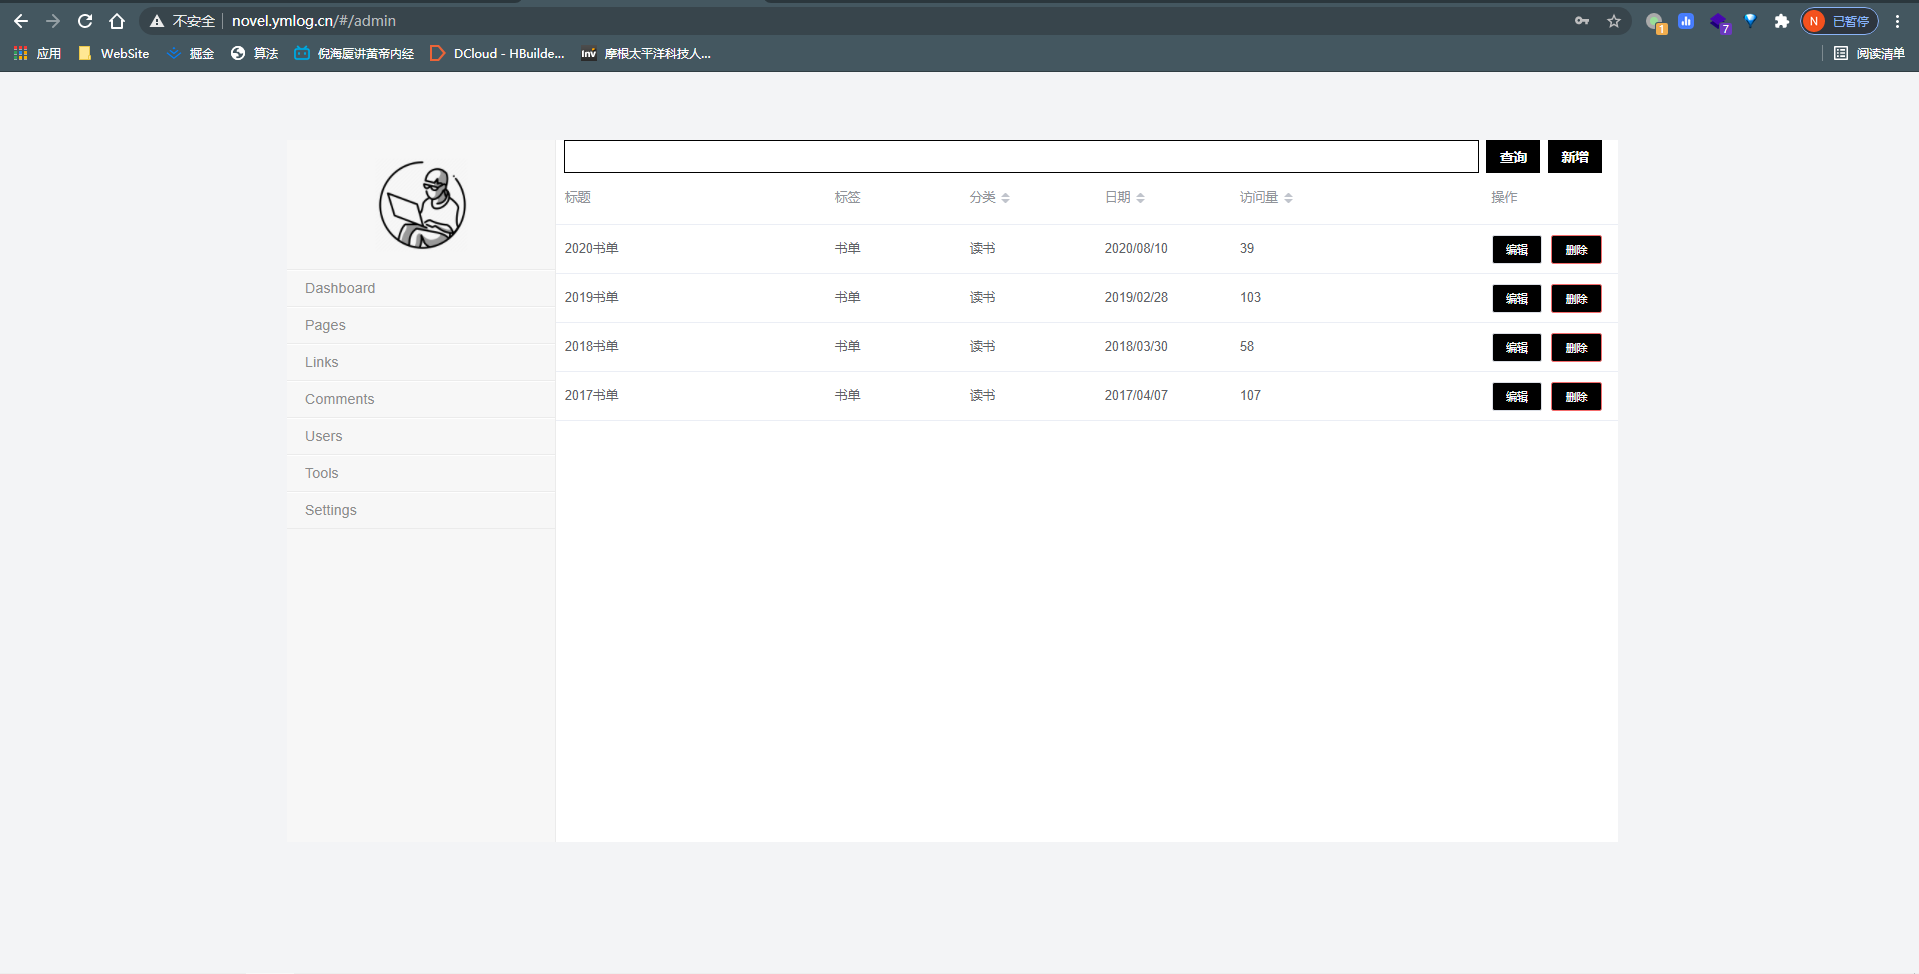 不安全 novel.ymlog.cn/#/admin 1 7 N 已暂停
应用 WebSite 掘金 算法 倪海厦讲黄帝内经 DCloud - HBuilde... Inv 摩根太平洋科技人... 阅读清单
查询 新增
标题 标签 分类 日期 访问量 操作
2020书单 书单 读书 2020/08/10 39 编辑 删除
2019书单 书单 读书 2019/02/28 103 编辑 删除
2018书单 书单 读书 2018/03/30 58 编辑 删除
2017书单 书单 读书 2017/04/07 107 编辑 删除
Dashboard
Pages
Links
Comments
Users
Tools
Settings